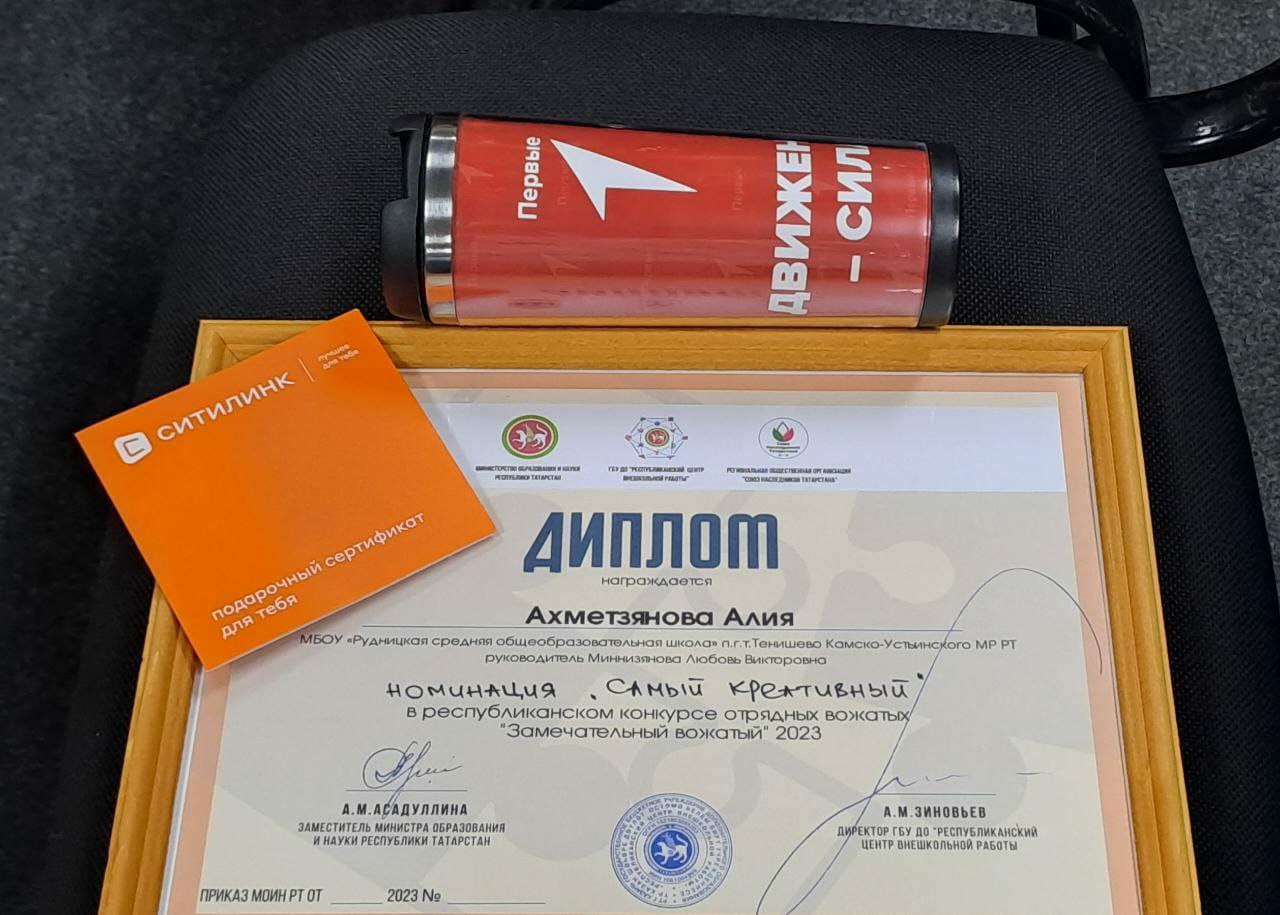 Первые
ДВИЖЕН
– СИЛ
СИТИЛИНК
лучшее
для тебя
подарочный сертификат
для тебя
МИНИСТЕРСТВО ОБРАЗОВАНИЯ И НАУКИ
РЕСПУБЛИКИ ТАТАРСТАН
ГБУ ДО "РЕСПУБЛИКАНСКИЙ ЦЕНТР
ВНЕШКОЛЬНОЙ РАБОТЫ"
РЕГИОНАЛЬНАЯ ОБЩЕСТВЕННАЯ ОРГАНИЗАЦИЯ
"СОЮЗ НАСЛЕДНИКОВ ТАТАРСТАНА"
ДИПЛОМ
награждается
Ахметзянова Алия
МБОУ «Рудницкая средняя общеобразовательная школа» п.г.т.Тенишево Камско-Устьинского МР РТ
руководитель Миннизянова Любовь Викторовна
номинация „Самый креативный"
в республиканском конкурсе отрядных вожатых
"Замечательный вожатый" 2023
А.М.АСАДУЛЛИНА
ЗАМЕСТИТЕЛЬ МИНИСТРА ОБРАЗОВАНИЯ
И НАУКИ РЕСПУБЛИКИ ТАТАРСТАН
А.М.ЗИНОВЬЕВ
ДИРЕКТОР ГБУ ДО "РЕСПУБЛИКАНСКИЙ
ЦЕНТР ВНЕШКОЛЬНОЙ РАБОТЫ
ПРИКАЗ МОИН РТ ОТ ______ 2023 № __________